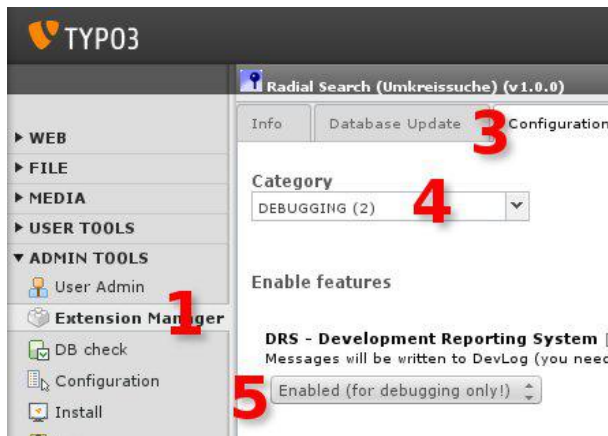 TYPO3
Radial Search (Umkreissuche) (v1.0.0)
Info Database Update 3 Configuration
WEB
FILE
MEDIA
USER TOOLS
ADMIN TOOLS
User Admin
1
Extension Manager
DB check
Configuration
Install
Category
DEBUGGING (2) 4
Enable features
DRS - Development Reporting System [
Messages will be written to DevLog (you need
5 Enabled (for debugging only!)